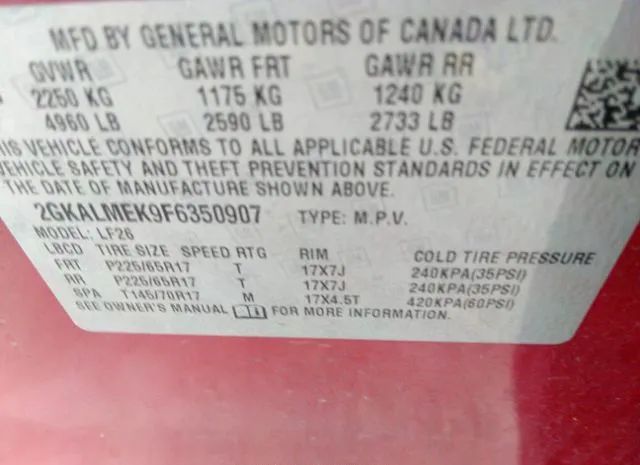 MFD BY GENERAL MOTORS OF CANADA LTD.
GVWR GAWR FRT GAWR RR
2250 KG 1175 KG 1240 KG
4960 LB 2590 LB 2733 LB
HIS VEHICLE CONFORMS TO ALL APPLICABLE U.S. FEDERAL MOTOR
VEHICLE SAFETY AND THEFT PREVENTION STANDARDS IN EFFECT ON
THE DATE OF MANUFACTURE SHOWN ABOVE.
2GKALMEK9F6350907 TYPE: M.P.V.
MODEL: LF26
LBCD TIRE SIZE SPEED RTG RIM COLD TIRE PRESSURE
FRT P225/65R17 T 17X7J 240KPA(35PSI)
RR P225/65R17 T 17X7J 240KPA(35PSI)
SPA T145/70R17 M 17X4.5T 420KPA(60PSI)
SEE OWNER'S MANUAL FOR MORE INFORMATION.